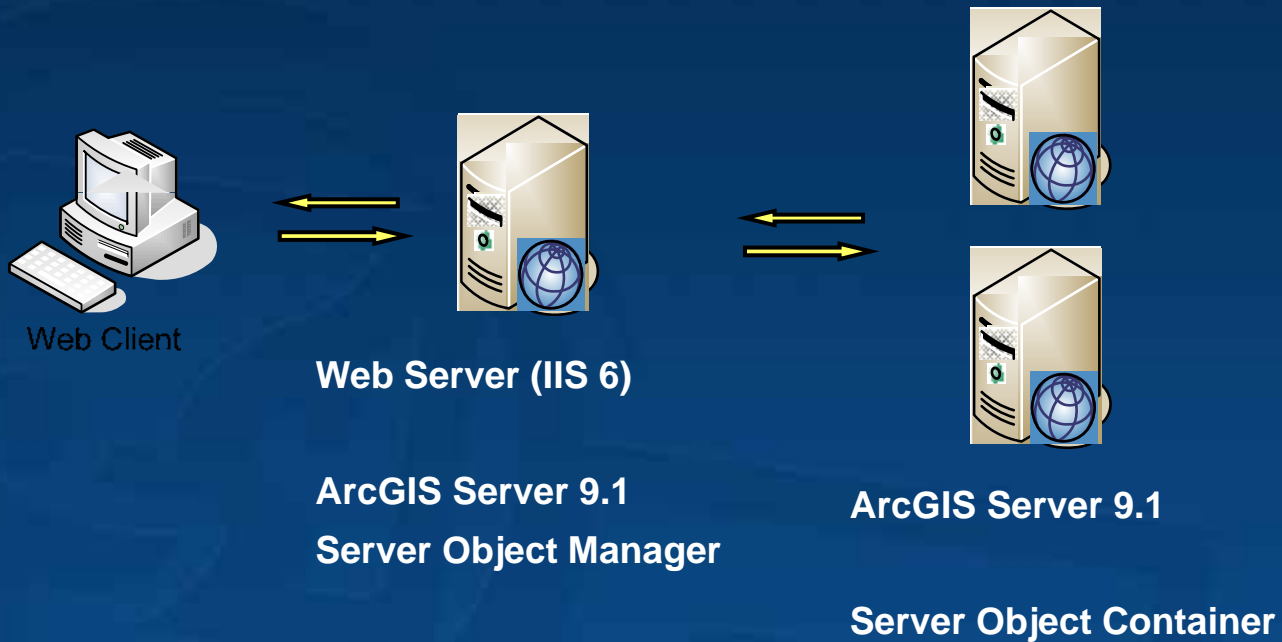 Web Client
Web Server (IIS 6)
ArcGIS Server 9.1
Server Object Manager
ArcGIS Server 9.1
Server Object Container